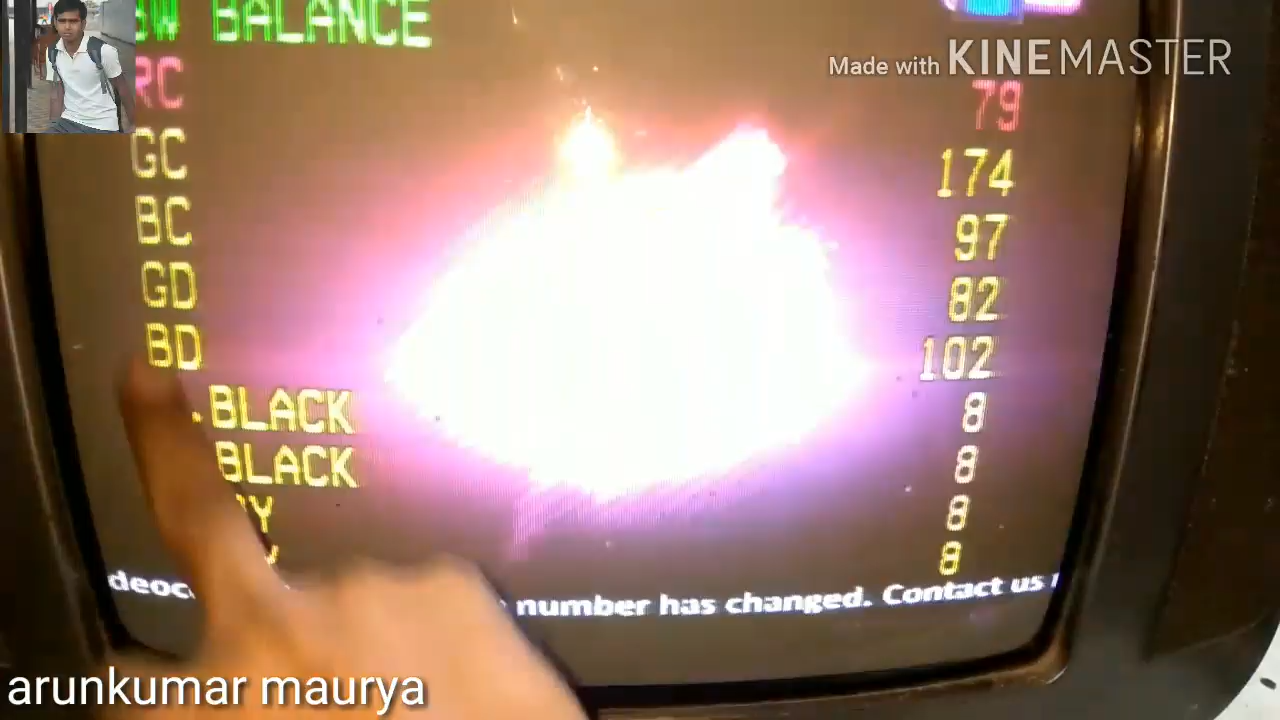 BW BALANCE
Made with KINEMASTER
RC 79
GC 174
BC 97
GD 82
BD 102
.BLACK 8
BLACK 8
8
8
number has changed. Contact us
arunkumar maurya